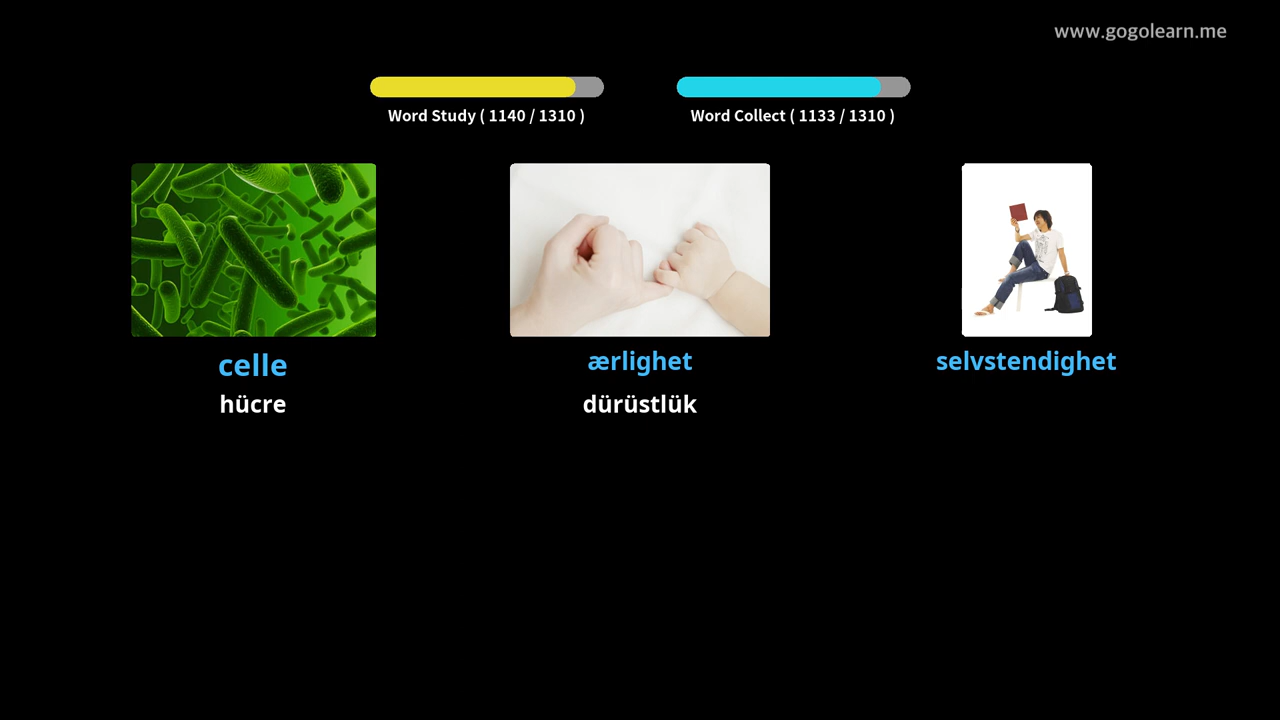 www.gogolearn.me
Word Study ( 1140 / 1310 )
Word Collect ( 1133 / 1310 )
celle
ærlighet
selvstendighet
hücre
dürüstlük